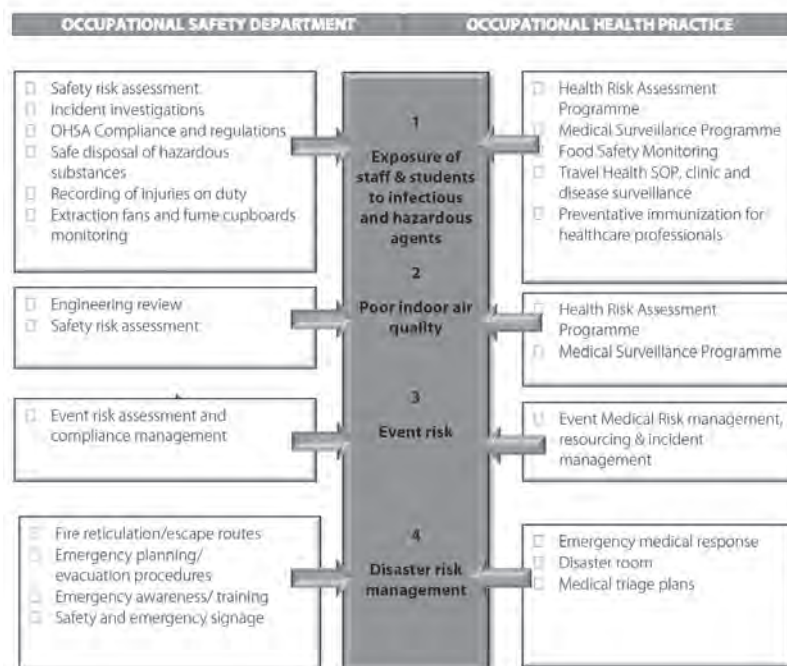 OCCUPATIONAL SAFETY DEPARTMENT
OCCUPATIONAL HEALTH PRACTICE
Safety risk assessment
Incident investigations
OHSA Compliance and regulations
Safe disposal of hazardous
substances
Recording of injuries on duty
Extraction fans and fume cupboards
monitoring
1
Exposure of
staff & students
to infectious
and hazardous
agents
Health Risk Assessment
Programme
Medical Surveillance Programme
Food Safety Monitoring
Travel Health SOP, clinic and
disease surveillance
Preventative immunization for
healthcare professionals
Engineering review
Safety risk assessment
2
Poor indoor air
quality
Health Risk Assessment
Programme
Medical Surveillance Programme
Event risk assessment and
compliance management
3
Event risk
Event Medical Risk management,
resourcing & incident
management
Fire reticulation/escape routes
Emergency planning/
evacuation procedures
Emergency awareness/ training
Safety and emergency signage
4
Disaster risk
management
Emergency medical response
Disaster room
Medical triage plans